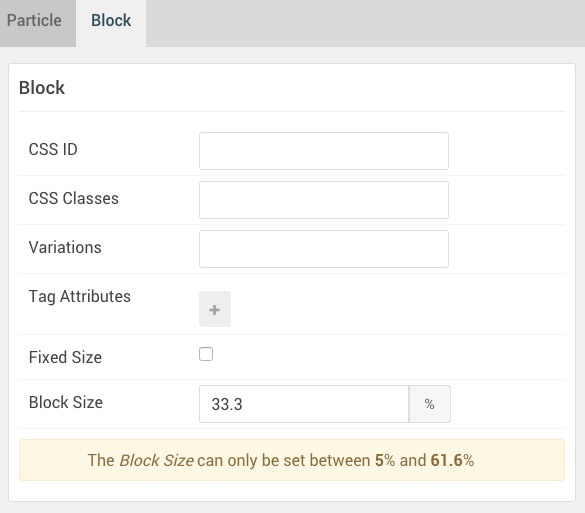 Particle Block
Block
CSS ID
CSS Classes
Variations
Tag Attributes
+
Fixed Size
Block Size 33.3 %
The Block Size can only be set between 5% and 61.6%